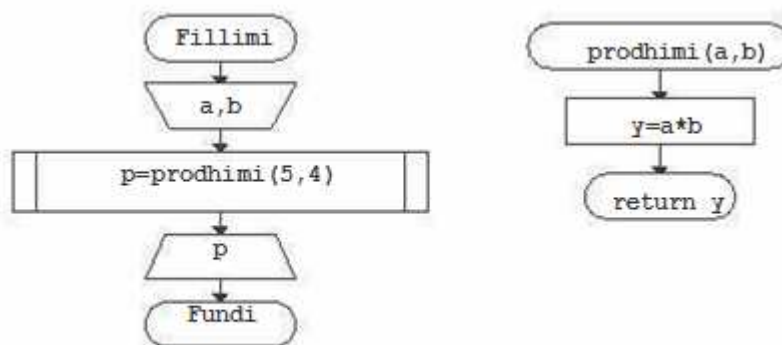 Fillimi
a,b
p=prodhimi(5,4)
p
Fundi
prodhimi(a,b)
y=a*b
return y